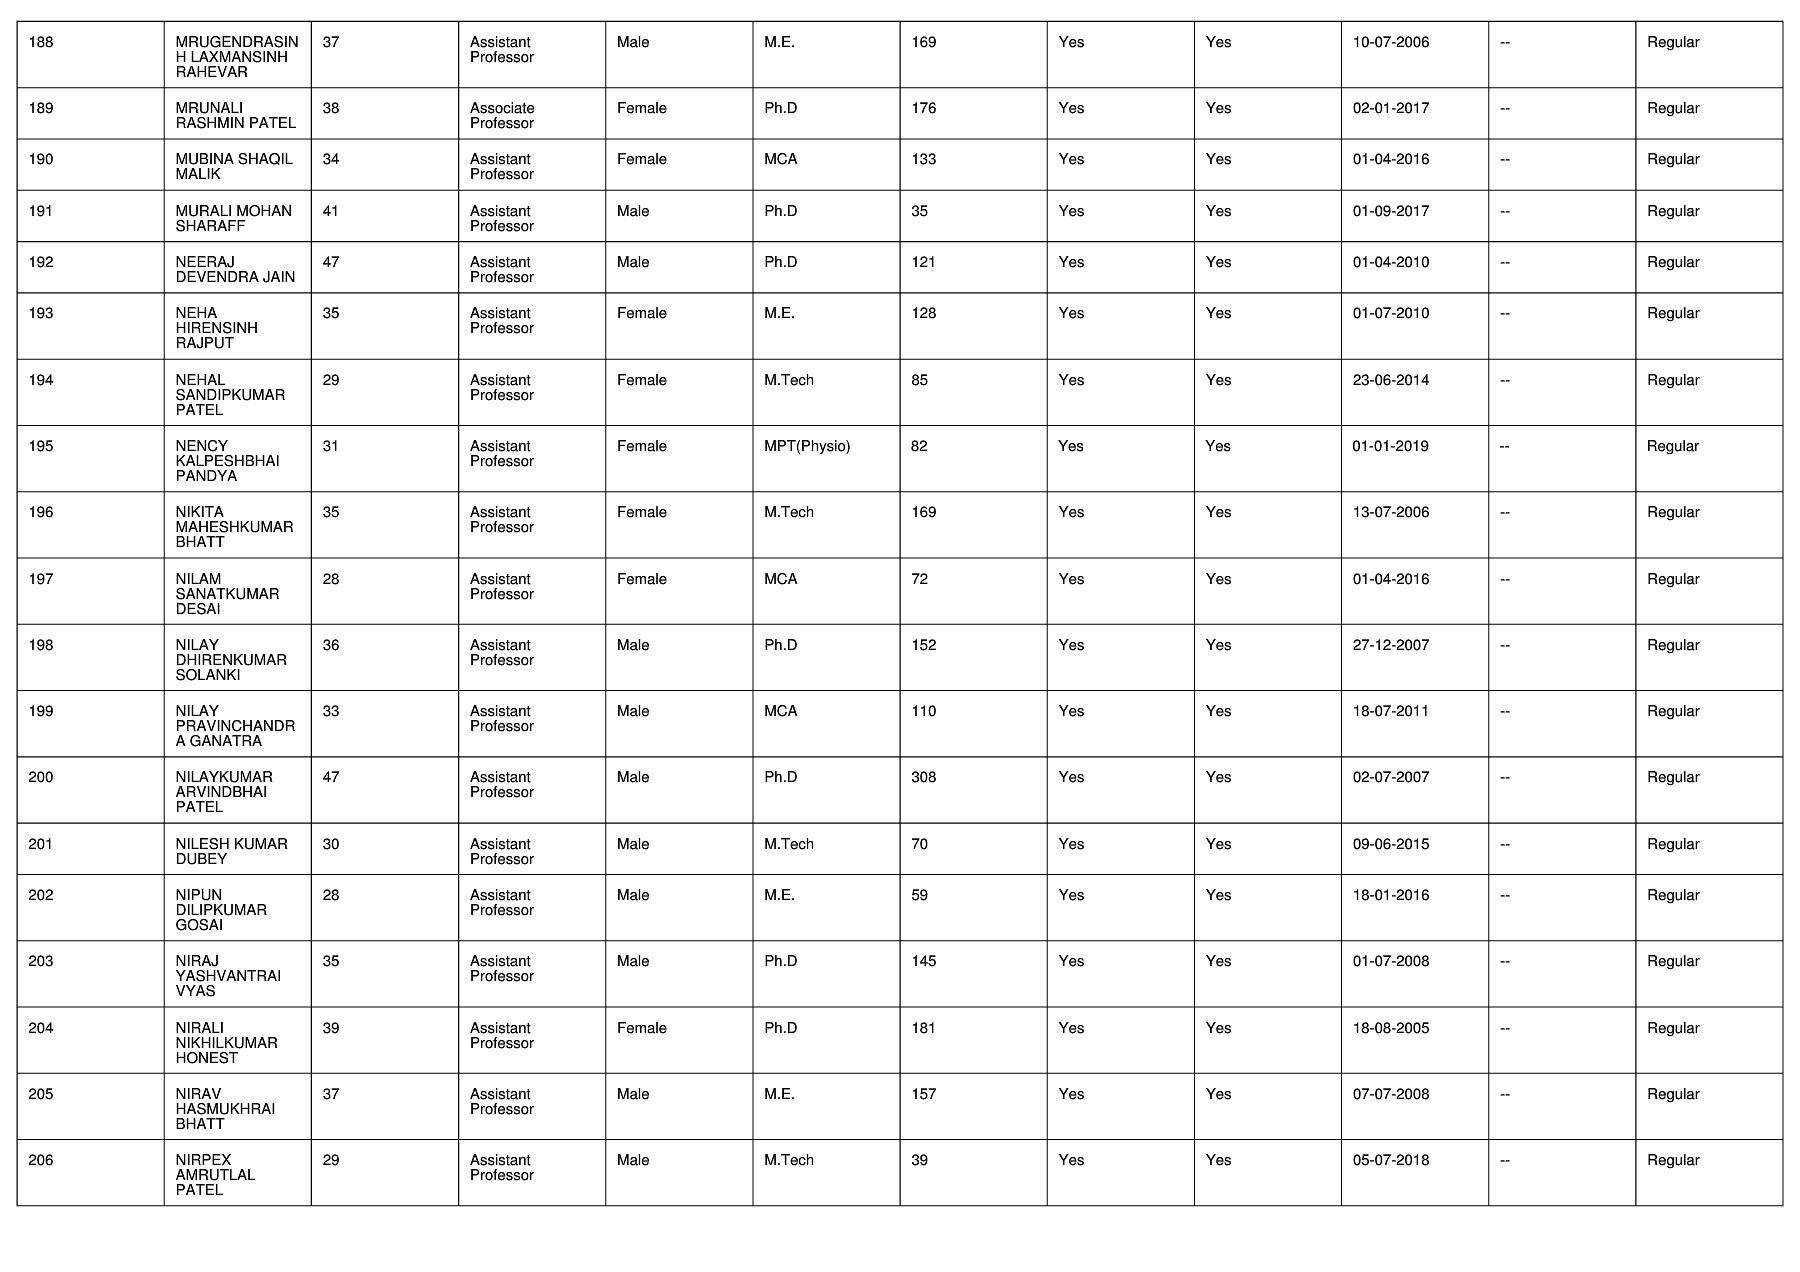 188 MRUGENDRASIN 37 Assistant Male M.E. 169 Yes Yes 10-07-2006 -- Regular
H LAXMANSINH Professor
RAHEVAR
189 MRUNALI 38 Associate Female Ph.D 176 Yes Yes 02-01-2017 -- Regular
RASHMIN PATEL Professor
190 MUBINA SHAQIL 34 Assistant Female MCA 133 Yes Yes 01-04-2016 -- Regular
MALIK Professor
191 MURALI MOHAN 41 Assistant Male Ph.D 35 Yes Yes 01-09-2017 -- Regular
SHARAFF Professor
192 NEERAJ 47 Assistant Male Ph.D 121 Yes Yes 01-04-2010 -- Regular
DEVENDRA JAIN Professor
193 NEHA 35 Assistant Female M.E. 128 Yes Yes 01-07-2010 -- Regular
HIRENSINH Professor
RAJPUT
194 NEHAL 29 Assistant Female M.Tech 85 Yes Yes 23-06-2014 -- Regular
SANDIPKUMAR Professor
PATEL
195 NENCY 31 Assistant Female MPT(Physio) 82 Yes Yes 01-01-2019 -- Regular
KALPESHBHAI Professor
PANDYA
196 NIKITA 35 Assistant Female M.Tech 169 Yes Yes 13-07-2006 -- Regular
MAHESHKUMAR Professor
BHATT
197 NILAM 28 Assistant Female MCA 72 Yes Yes 01-04-2016 -- Regular
SANATKUMAR Professor
DESAI
198 NILAY 36 Assistant Male Ph.D 152 Yes Yes 27-12-2007 -- Regular
DHIRENKUMAR Professor
SOLANKI
199 NILAY 33 Assistant Male MCA 110 Yes Yes 18-07-2011 -- Regular
PRAVINCHANDR Professor
A GANATRA
200 NILAYKUMAR 47 Assistant Male Ph.D 308 Yes Yes 02-07-2007 -- Regular
ARVINDBHAI Professor
PATEL
201 NILESH KUMAR 30 Assistant Male M.Tech 70 Yes Yes 09-06-2015 -- Regular
DUBEY Professor
202 NIPUN 28 Assistant Male M.E. 59 Yes Yes 18-01-2016 -- Regular
DILIPKUMAR Professor
GOSAI
203 NIRAJ 35 Assistant Male Ph.D 145 Yes Yes 01-07-2008 -- Regular
YASHVANTRAI Professor
VYAS
204 NIRALI 39 Assistant Female Ph.D 181 Yes Yes 18-08-2005 -- Regular
NIKHILKUMAR Professor
HONEST
205 NIRAV 37 Assistant Male M.E. 157 Yes Yes 07-07-2008 -- Regular
HASMUKHRAI Professor
BHATT
206 NIRPEX 29 Assistant Male M.Tech 39 Yes Yes 05-07-2018 -- Regular
AMRUTLAL Professor
PATEL